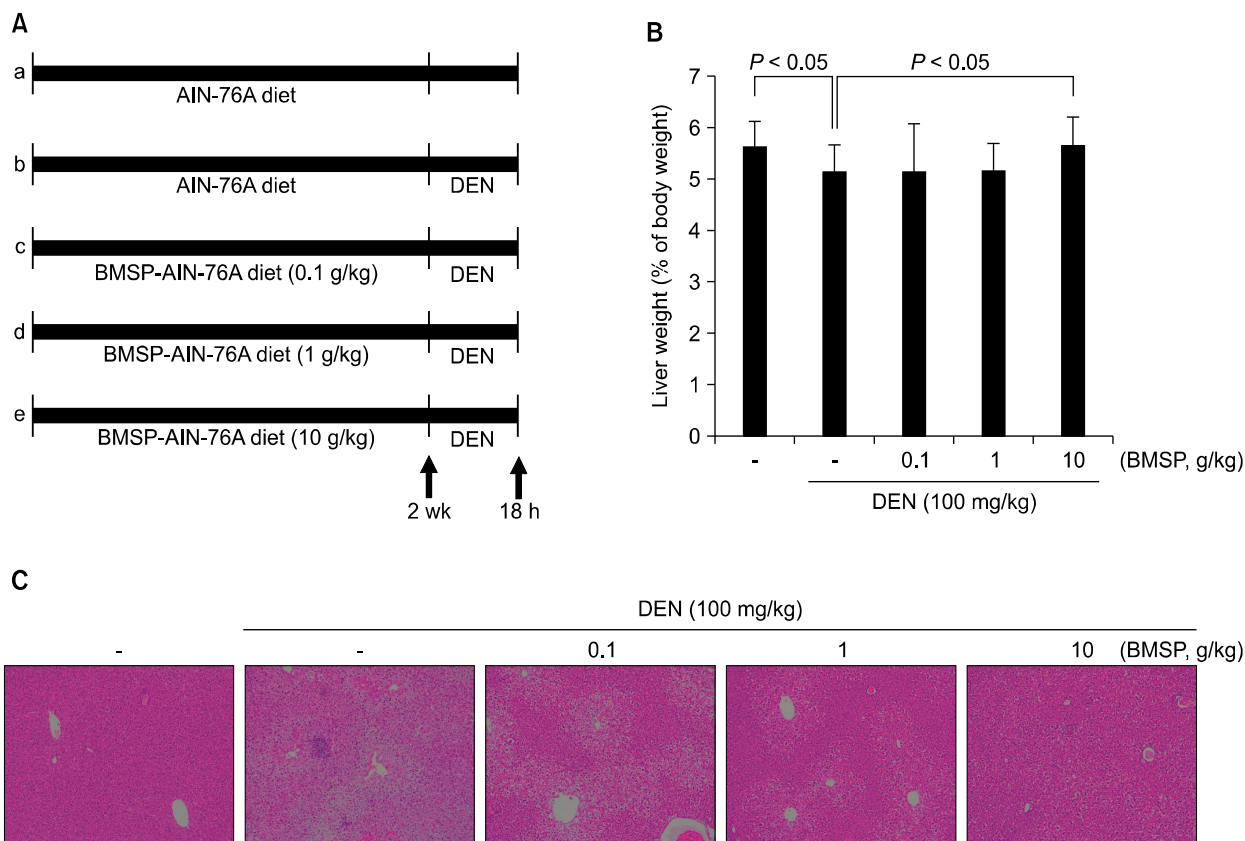 A
a
AIN-76A diet
b
AIN-76A diet
DEN
c
BMSP-AIN-76A diet (0.1 g/kg)
DEN
d
BMSP-AIN-76A diet (1 g/kg)
DEN
e
BMSP-AIN-76A diet (10 g/kg)
DEN
2 wk
18 h
B
P < 0.05
P < 0.05
Liver weight (% of body weight)
7
6
5
4
3
2
1
0
- - 0.1 1 10 (BMSP, g/kg)
DEN (100 mg/kg)
C
DEN (100 mg/kg)
- - 0.1 1 10 (BMSP, g/kg)